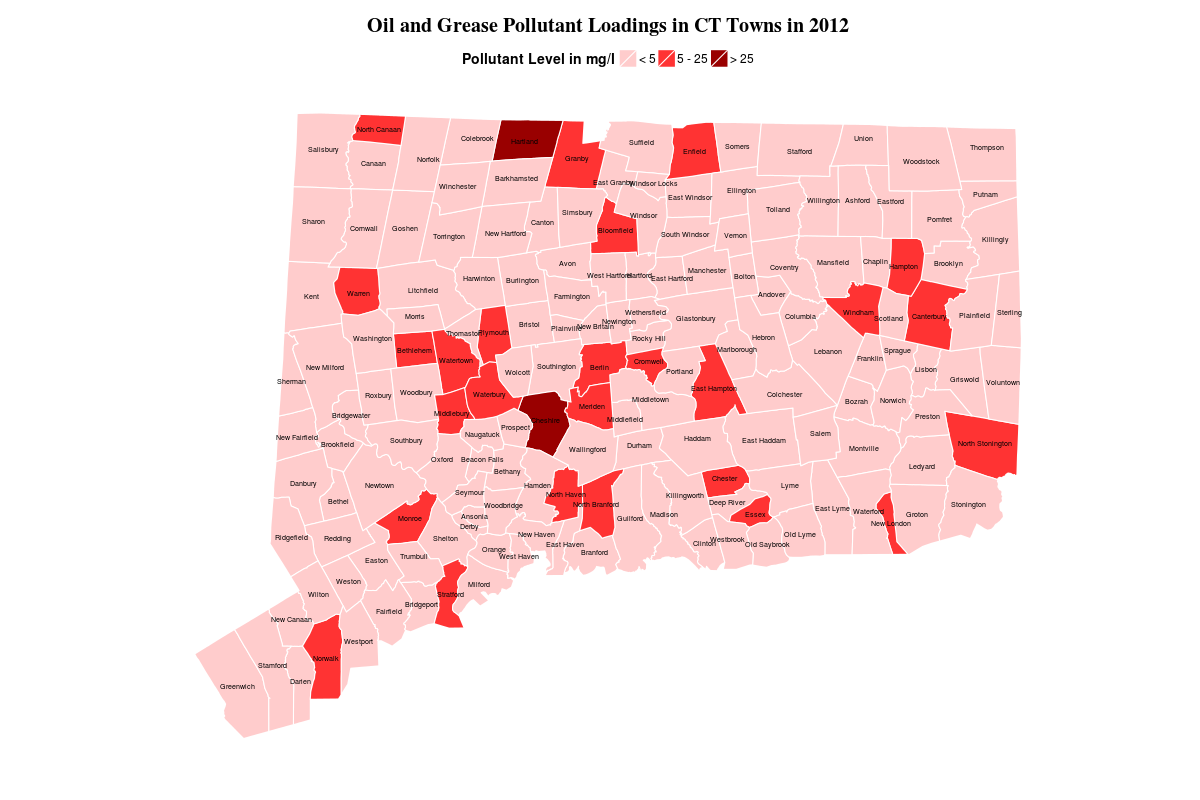 Oil and Grease Pollutant Loadings in CT Towns in 2012
Pollutant Level in mg/l < 5 5 - 25 > 25
North Canaan
Salisbury
Canaan
Norfolk
Colebrook
Hartland
Granby
Suffield
Enfield
Somers
Stafford
Union
Woodstock
Thompson
Winchester
Barkhamsted
East Granby
Windsor Locks
East Windsor
Ellington
Tolland
Willington
Ashford
Eastford
Putnam
Pomfret
Killingly
Sharon
Cornwall
Goshen
Torrington
New Hartford
Canton
Simsbury
Bloomfield
Windsor
South Windsor
Vernon
Kent
Warren
Litchfield
Harwinton
Burlington
Avon
West Hartford
Hartford
East Hartford
Manchester
Bolton
Coventry
Mansfield
Chaplin
Hampton
Brooklyn
Farmington
Andover
Columbia
Windham
Scotland
Canterbury
Plainfield
Sterling
Washington
Morris
Thomaston
Plymouth
Bristol
Plainville
New Britain
Newington
Wethersfield
Glastonbury
Rocky Hill
Hebron
Marlborough
Lebanon
Franklin
Sprague
Lisbon
Griswold
Voluntown
Sherman
New Milford
Bethlehem
Watertown
Wolcott
Southington
Berlin
Cromwell
Portland
East Hampton
Colchester
Bozrah
Norwich
Preston
Roxbury
Woodbury
Waterbury
Middlebury
Cheshire
Meriden
Middletown
Middlefield
Bridgewater
New Fairfield
Brookfield
Southbury
Naugatuck
Prospect
Wallingford
Durham
Haddam
East Haddam
Salem
Montville
Ledyard
North Stonington
Oxford
Beacon Falls
Bethany
Danbury
Bethel
Newtown
Seymour
Woodbridge
Hamden
North Haven
North Branford
Guilford
Madison
Killingworth
Chester
Deep River
Essex
Lyme
East Lyme
Waterford
New London
Groton
Stonington
Monroe
Ansonia
Derby
Shelton
Orange
New Haven
West Haven
East Haven
Branford
Clinton
Westbrook
Old Saybrook
Old Lyme
Ridgefield
Redding
Easton
Trumbull
Stratford
Milford
Wilton
Weston
Fairfield
Bridgeport
New Canaan
Norwalk
Westport
Stamford
Darien
Greenwich